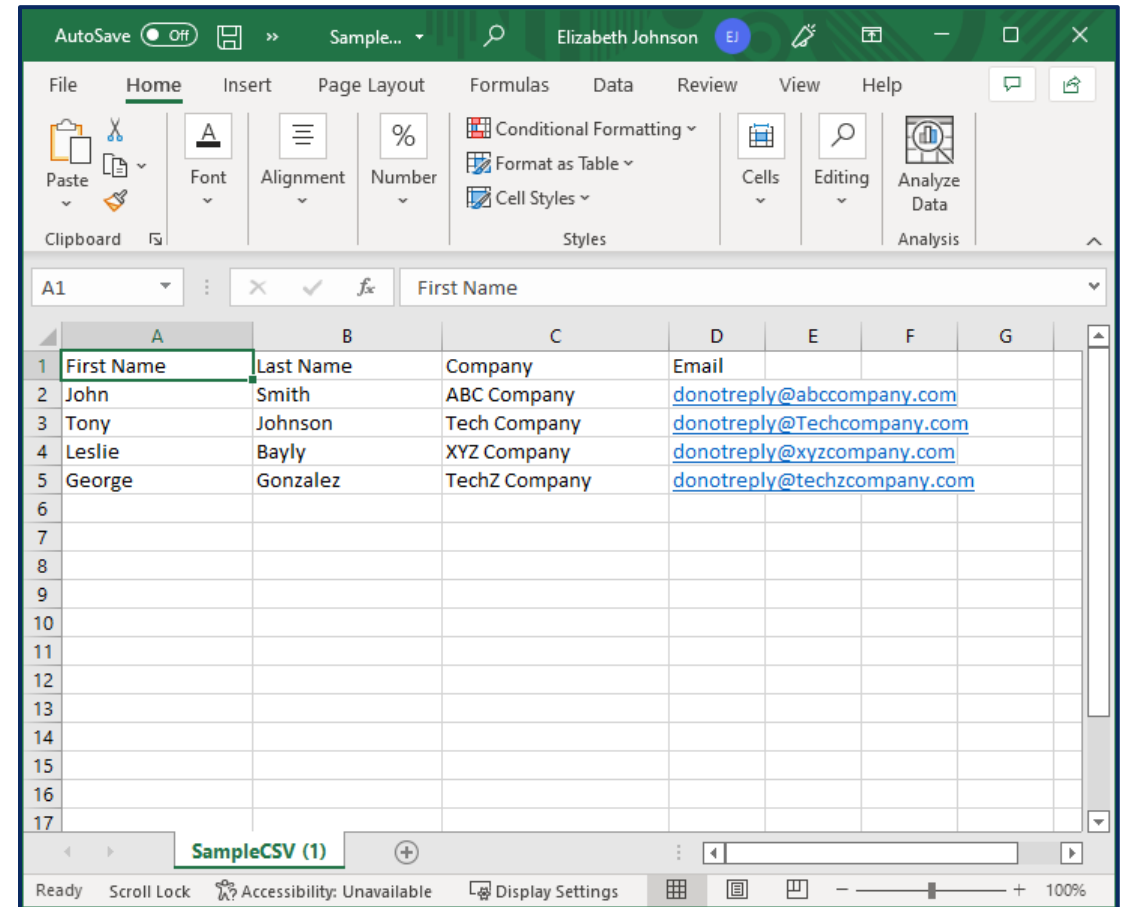 AutoSave Off » Sample... Elizabeth Johnson EJ
File Home Insert Page Layout Formulas Data Review View Help
Paste Font Alignment Number Conditional Formatting Format as Table Cell Styles Cells Editing Analyze Data
Clipboard Styles Analysis
A1 fx First Name
A B C D E F G
1 First Name Last Name Company Email
2 John Smith ABC Company donotreply@abccompany.com
3 Tony Johnson Tech Company donotreply@Techcompany.com
4 Leslie Bayly XYZ Company donotreply@xyzcompany.com
5 George Gonzalez TechZ Company donotreply@techzcompany.com
6
7
8
9
10
11
12
13
14
15
16
17
SampleCSV (1)
Ready Scroll Lock Accessibility: Unavailable Display Settings 100%